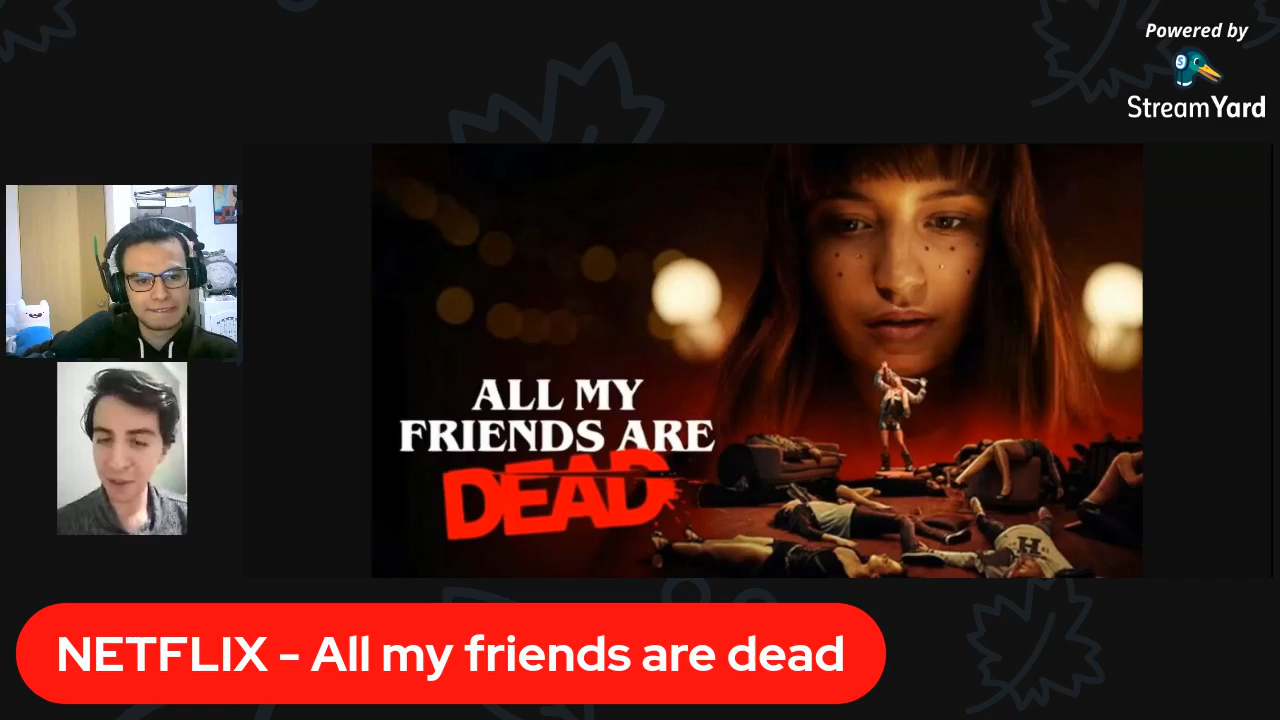 Powered by
StreamYard
ALL MY
FRIENDS ARE
DEAD
H
NETFLIX - All my friends are dead